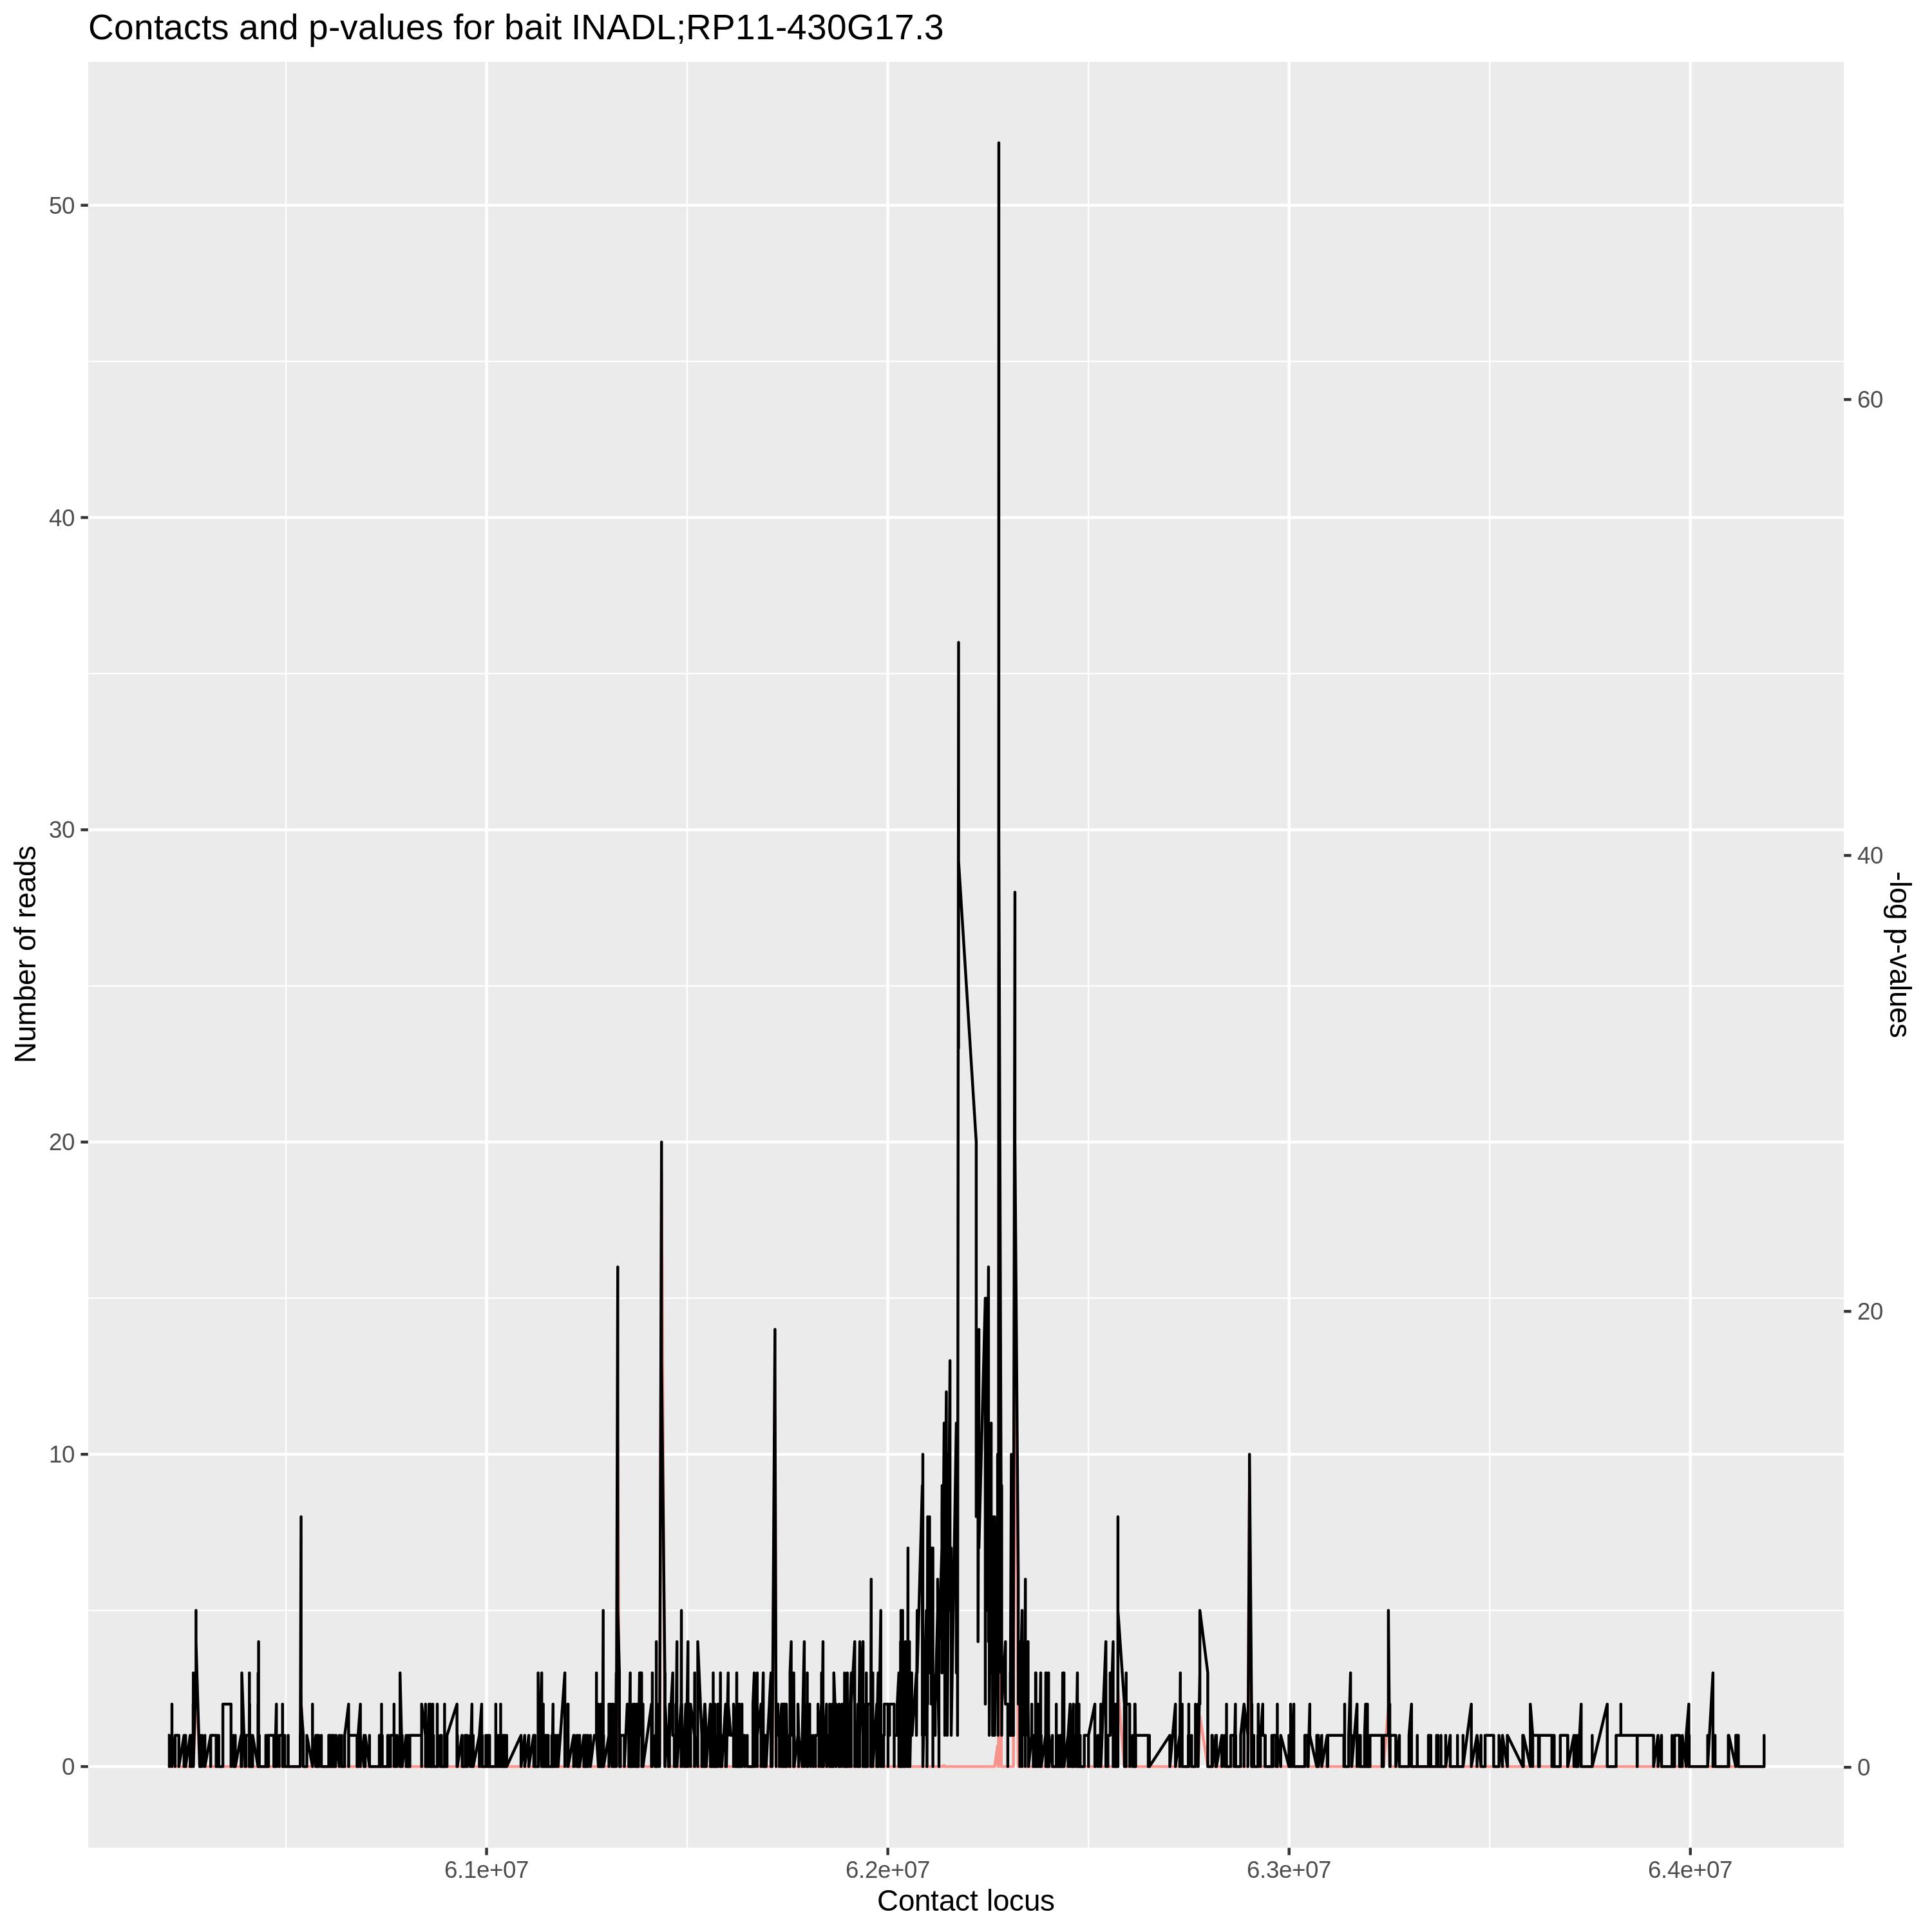 Contacts and p-values for bait INADL;RP11-430G17.3
Number of reads
50
40
30
20
10
0
60
40
20
0
-log p-values
6.1e+07
6.2e+07
6.3e+07
6.4e+07
Contact locus